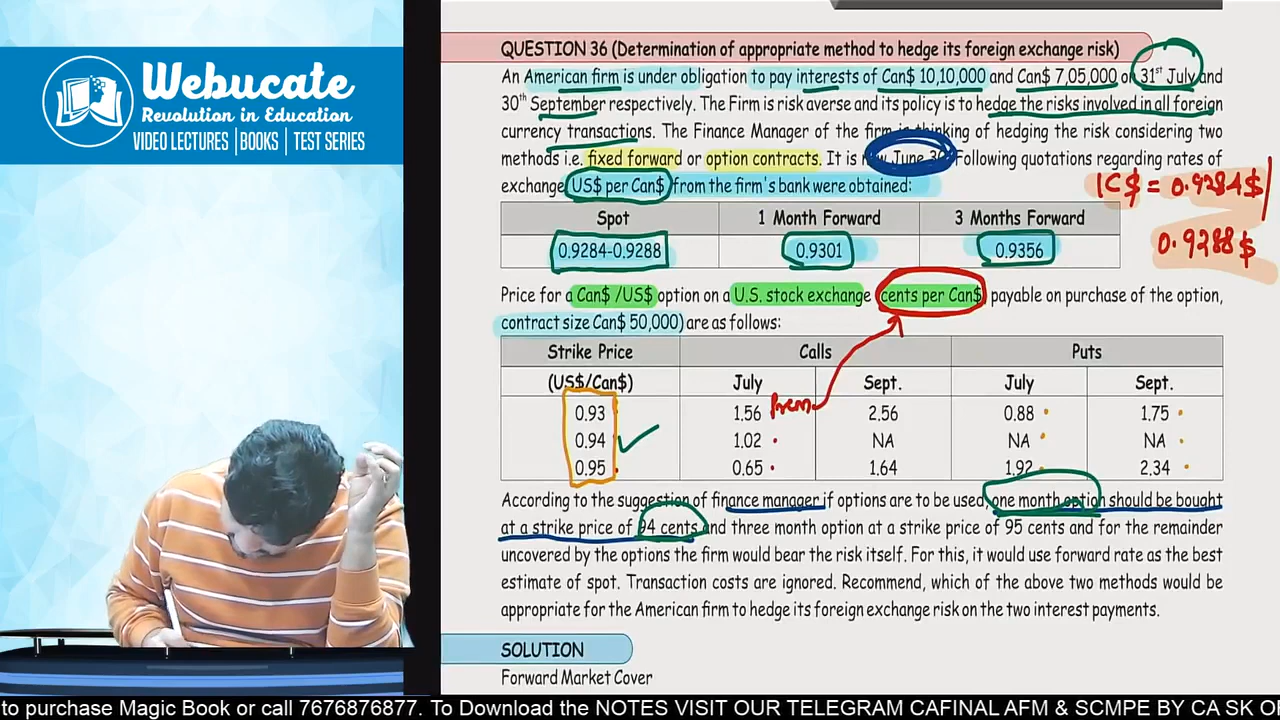 Webucate
Revolution in Education
VIDEO LECTURES | BOOKS | TEST SERIES
QUESTION 36 (Determination of appropriate method to hedge its foreign exchange risk)
An American firm is under obligation to pay interests of Can$ 10,10,000 and Can$ 7,05,000 on 31st July and
30th September respectively. The Firm is risk averse and its policy is to hedge the risks involved in all foreign
currency transactions. The Finance Manager of the firm is thinking of hedging the risk considering two
methods i.e. fixed forward or option contracts. It is now June 30. Following quotations regarding rates of
exchange US$ per Can$ from the firm's bank were obtained:
1C$ = 0.9284$ |
0.9288$
Spot 1 Month Forward 3 Months Forward
0.9284-0.9288 0.9301 0.9356
Price for a Can$ /US$ option on a U.S. stock exchange (cents per Can$, payable on purchase of the option,
contract size Can$ 50,000) are as follows:
Strike Price Calls Puts
(US$/Can$) July Sept. July Sept.
0.93 1.56 Prem 2.56 0.88 1.75
0.94 1.02 NA NA NA
0.95 0.65 1.64 1.92 2.34
According to the suggestion of finance manager if options are to be used, one month option should be bought
at a strike price of 94 cents and three month option at a strike price of 95 cents and for the remainder
uncovered by the options the firm would bear the risk itself. For this, it would use forward rate as the best
estimate of spot. Transaction costs are ignored. Recommend, which of the above two methods would be
appropriate for the American firm to hedge its foreign exchange risk on the two interest payments.
SOLUTION
Forward Market Cover
to purchase Magic Book or call 7676876877. To Download the NOTES VISIT OUR TELEGRAM CAFINAL AFM & SCMPE BY CA SK